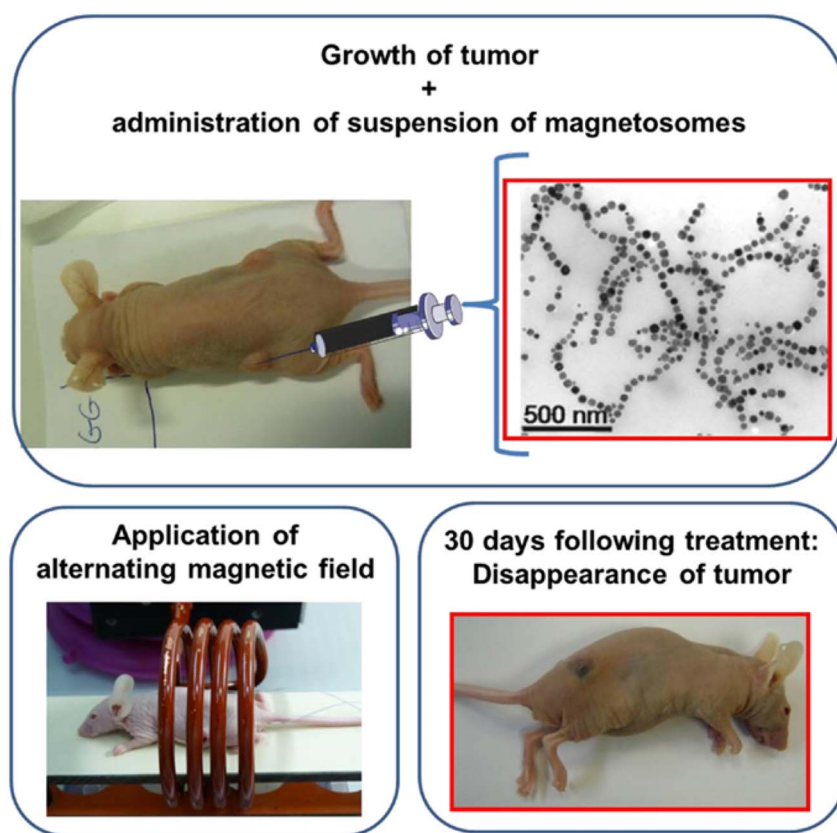 Growth of tumor
+
administration of suspension of magnetosomes
GG
500 nm
Application of
alternating magnetic field
30 days following treatment:
Disappearance of tumor